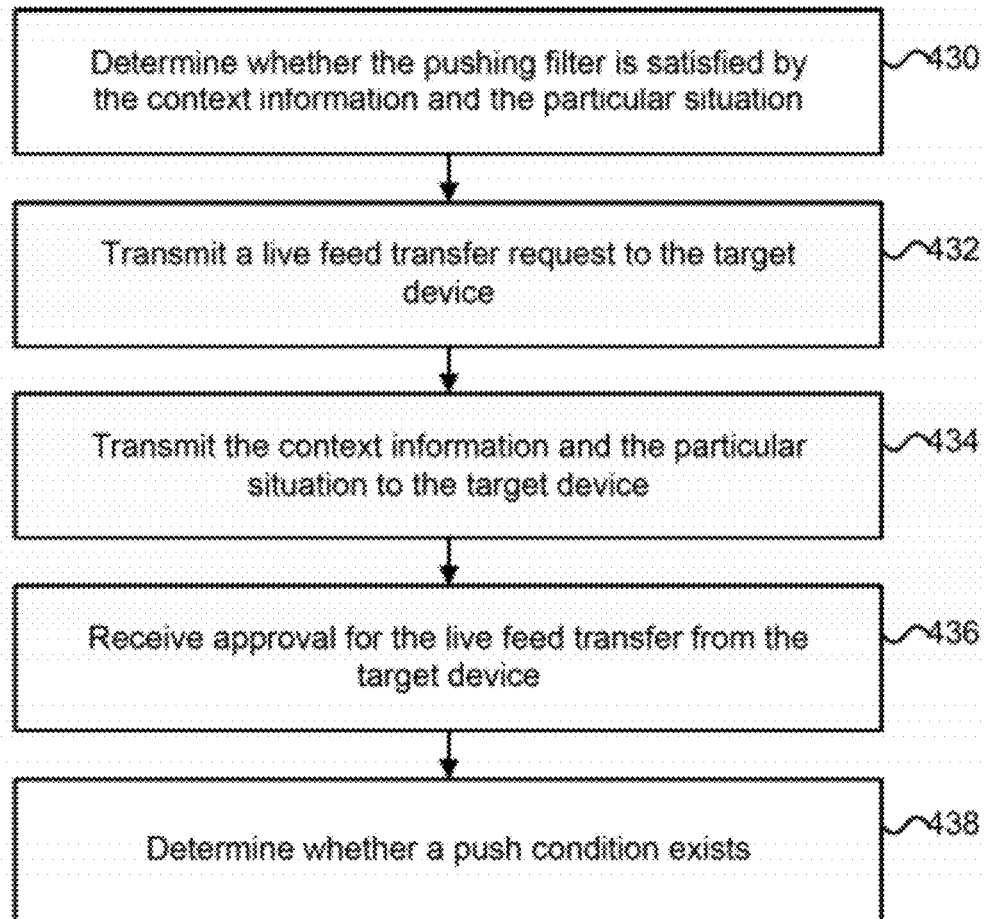 Determine whether the pushing filter is satisfied by
the context information and the particular situation
430
Transmit a live feed transfer request to the target
device
432
Transmit the context information and the particular
situation to the target device
434
Receive approval for the live feed transfer from the
target device
436
Determine whether a push condition exists
438